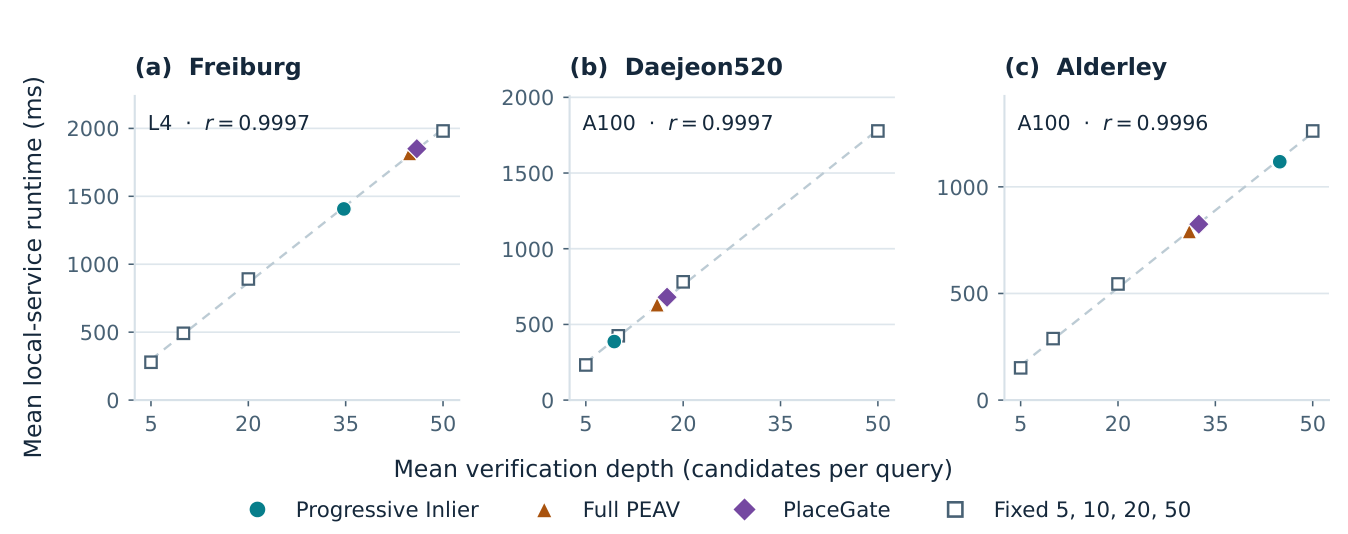 (a) Freiburg
L4 · r = 0.9997
2000
1500
1000
500
0
5 20 35 50
(b) Daejeon520
A100 · r = 0.9997
2000
1500
1000
500
0
5 20 35 50
(c) Alderley
A100 · r = 0.9996
1000
500
0
5 20 35 50
Mean local-service runtime (ms)
Mean verification depth (candidates per query)
Progressive Inlier Full PEAV PlaceGate Fixed 5, 10, 20, 50